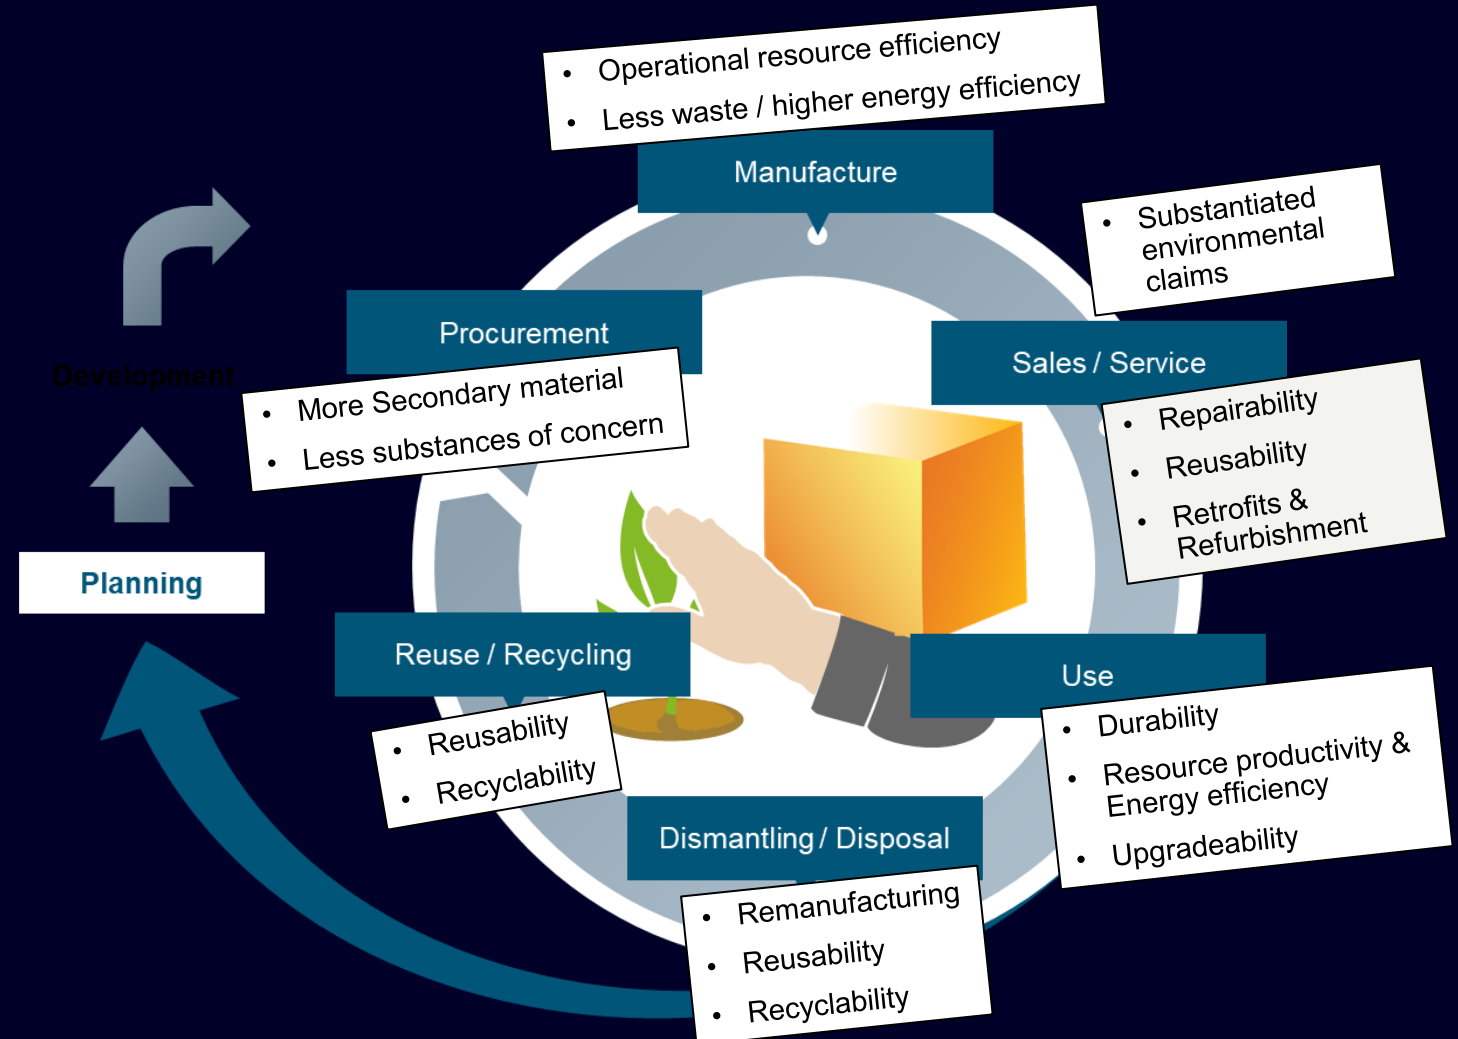 • Operational resource efficiency
• Less waste / higher energy efficiency
Manufacture
• Substantiated
environmental
claims
Procurement
Sales / Service
Development
• More Secondary material
• Less substances of concern
• Repairability
• Reusability
• Retrofits &
Refurbishment
Planning
Reuse / Recycling
Use
• Reusability
• Recyclability
• Durability
• Resource productivity &
Energy efficiency
• Upgradeability
Dismantling / Disposal
• Remanufacturing
• Reusability
• Recyclability